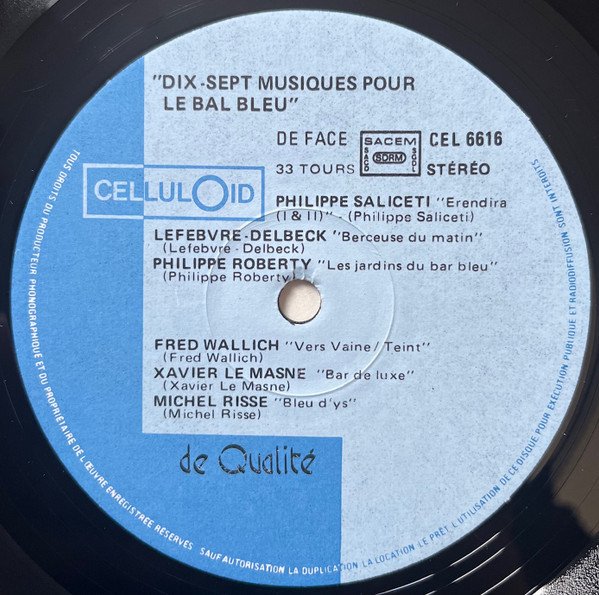 "DIX-SEPT MUSIQUES POUR
LE BAL BLEU"
DE FACE
SACEM
SACD
SDRM
SGDL
CEL 6616
33 TOURS
STÉRÉO
CELLULOID
PHILIPPE SALICETI "Erendira
(I & II)" - (Philippe Saliceti)
LEFEBVRE-DELBECK "Berceuse du matin"
(Lefebvre - Delbeck)
PHILIPPE ROBERTY "Les jardins du bar bleu"
(Philippe Roberty)
FRED WALLICH "Vers Vaine / Teint"
(Fred Wallich)
XAVIER LE MASNE "Bar de luxe"
(Xavier Le Masne)
MICHEL RISSE "Bleu d'ys"
(Michel Risse)
de Qualité
TOUS DROITS DU PRODUCTEUR PHONOGRAPHIQUE ET DU PROPRIÉTAIRE DE L'ŒUVRE ENREGISTRÉE RÉSERVÉS SAUF AUTORISATION LA DUPLICATION LA LOCATION LE PRÊT L'UTILISATION DE CE DISQUE POUR EXÉCUTION PUBLIQUE ET RADIODIFFUSION SONT INTERDITS